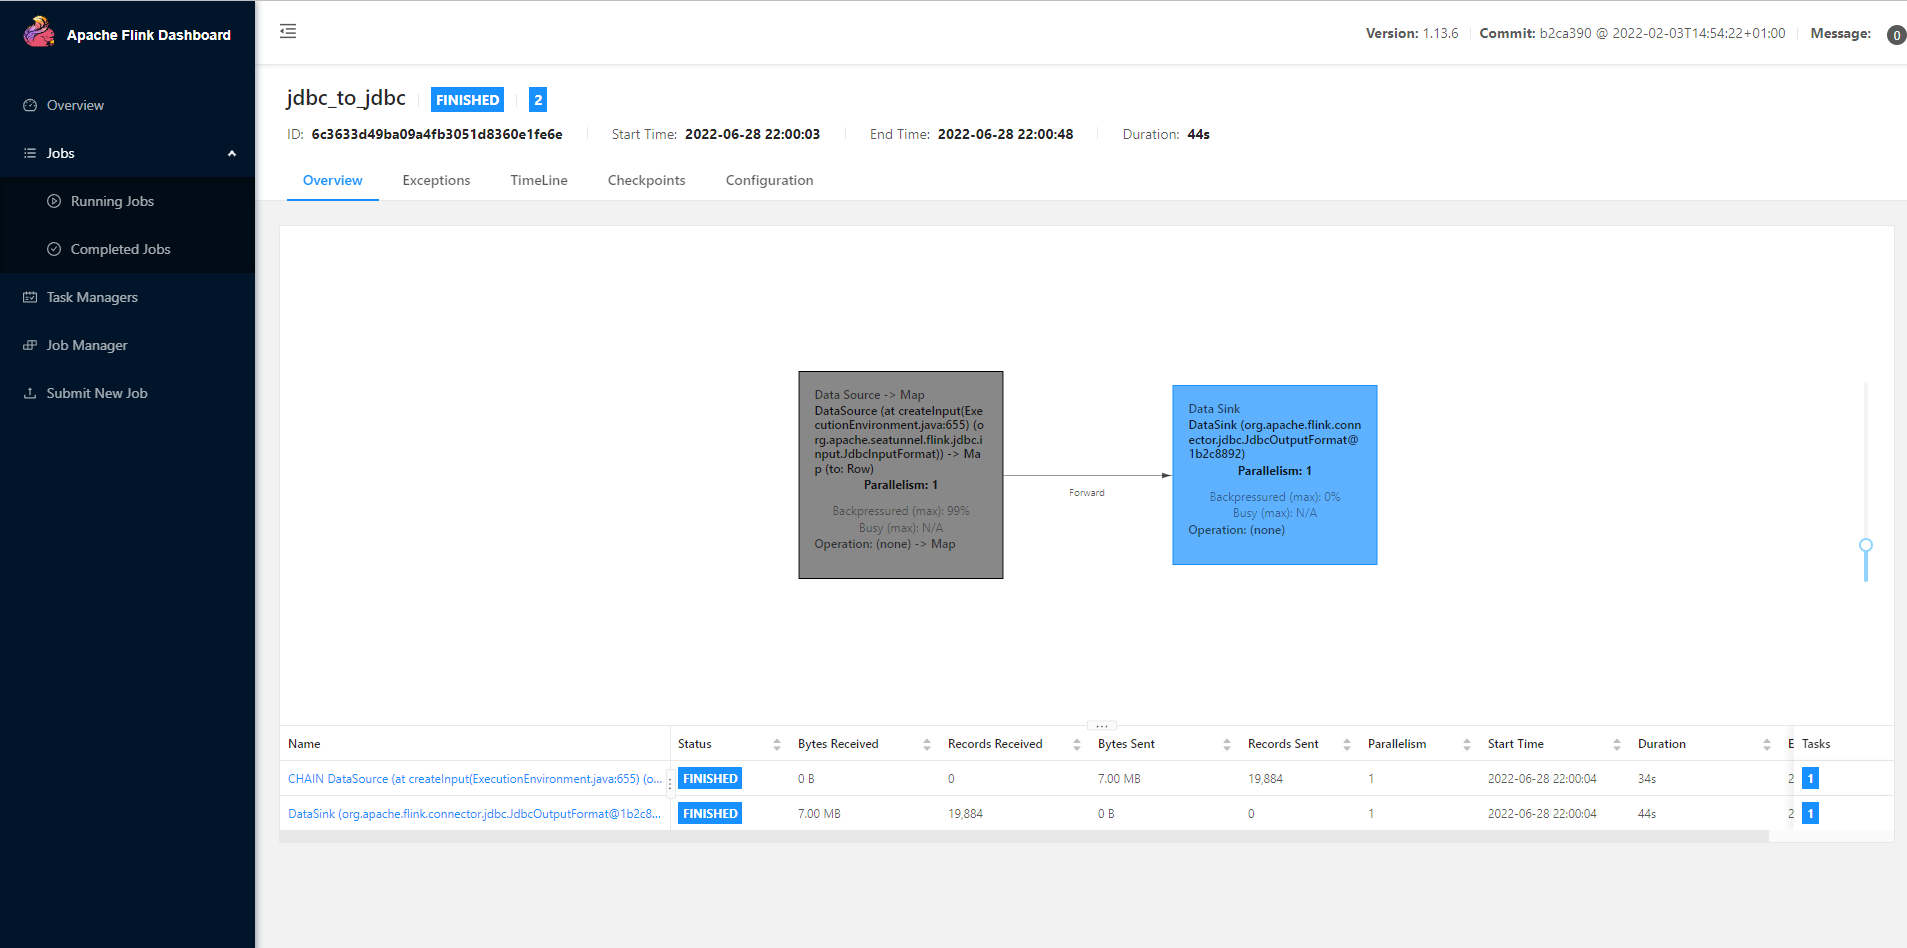 Apache Flink Dashboard
Version: 1.13.6 Commit: b2ca390 @ 2022-02-03T14:54:22+01:00 Message: 0
Overview
Jobs
Running Jobs
Completed Jobs
Task Managers
Job Manager
Submit New Job
jdbc_to_jdbc FINISHED 2
ID: 6c3633d49ba09a4fb3051d8360e1fe6e Start Time: 2022-06-28 22:00:03 End Time: 2022-06-28 22:00:48 Duration: 44s
Overview Exceptions TimeLine Checkpoints Configuration
Data Source -> Map
DataSource (at createInput(Exe
cutionEnvironment.java:655) (o
rg.apache.seatunnel.flink.jdbc.i
nput.JdbcInputFormat)) -> Ma
p (to: Row)
Parallelism: 1
Backpressured (max): 99%
Busy (max): N/A
Operation: (none) -> Map
Forward
Data Sink
DataSink (org.apache.flink.conn
ector.jdbc.JdbcOutputFormat@
1b2c8892)
Parallelism: 1
Backpressured (max): 0%
Busy (max): N/A
Operation: (none)
Name Status Bytes Received Records Received Bytes Sent Records Sent Parallelism Start Time Duration E Tasks
CHAIN DataSource (at createInput(ExecutionEnvironment.java:655) (o... FINISHED 0 B 0 7.00 MB 19,884 1 2022-06-28 22:00:04 34s 2 1
DataSink (org.apache.flink.connector.jdbc.JdbcOutputFormat@1b2c8... FINISHED 7.00 MB 19,884 0 B 0 1 2022-06-28 22:00:04 44s 2 1